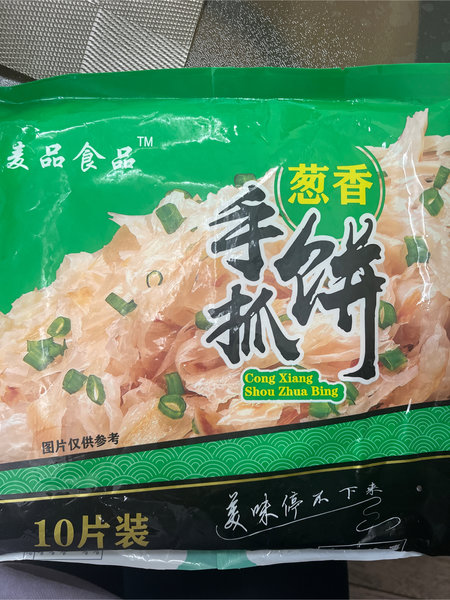 麦品食品™
葱香
手抓饼
Cong Xiang
Shou Zhua Bing
图片仅供参考
10片装
美味停不下来